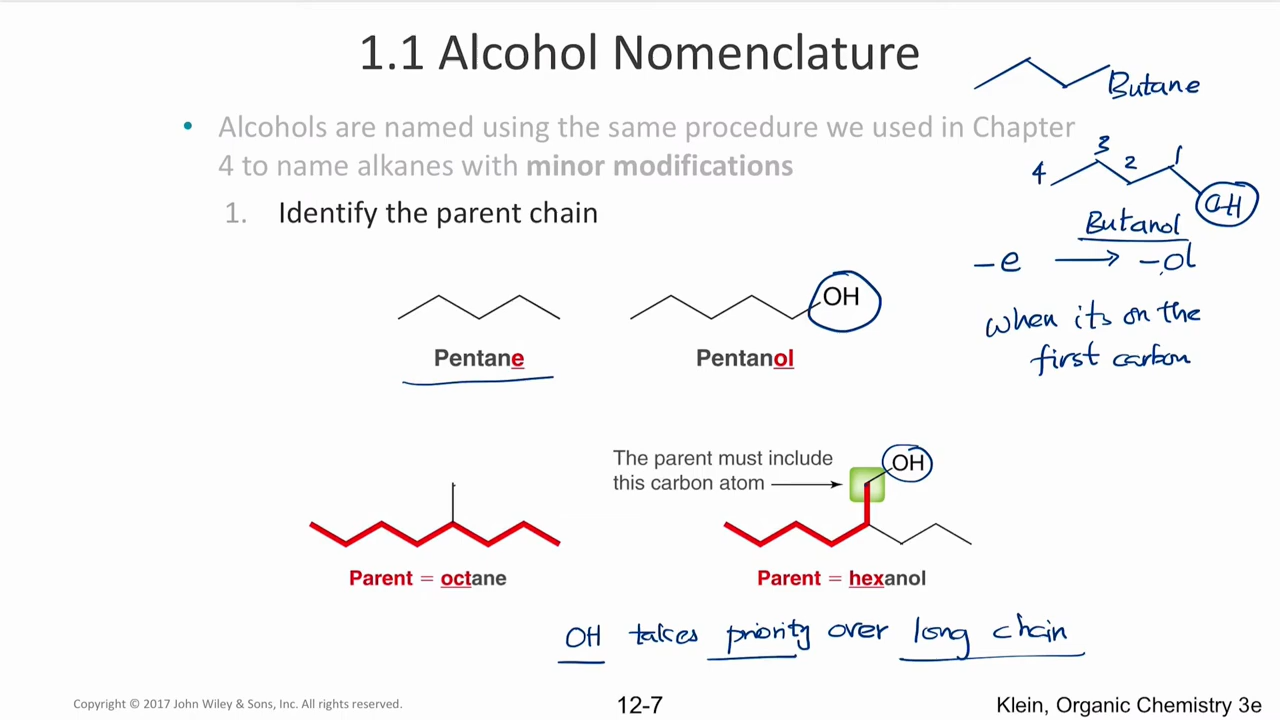 1.1 Alcohol Nomenclature
Butane
• Alcohols are named using the same procedure we used in Chapter
4 to name alkanes with minor modifications
4 3 2 1
OH
1. Identify the parent chain
Butanol
-e → -ol
when its on the
first carbon
OH
Pentane
Pentanol
The parent must include
this carbon atom
OH
Parent = octane
Parent = hexanol
OH takes priority over long chain
Copyright © 2017 John Wiley & Sons, Inc. All rights reserved.
12-7
Klein, Organic Chemistry 3e